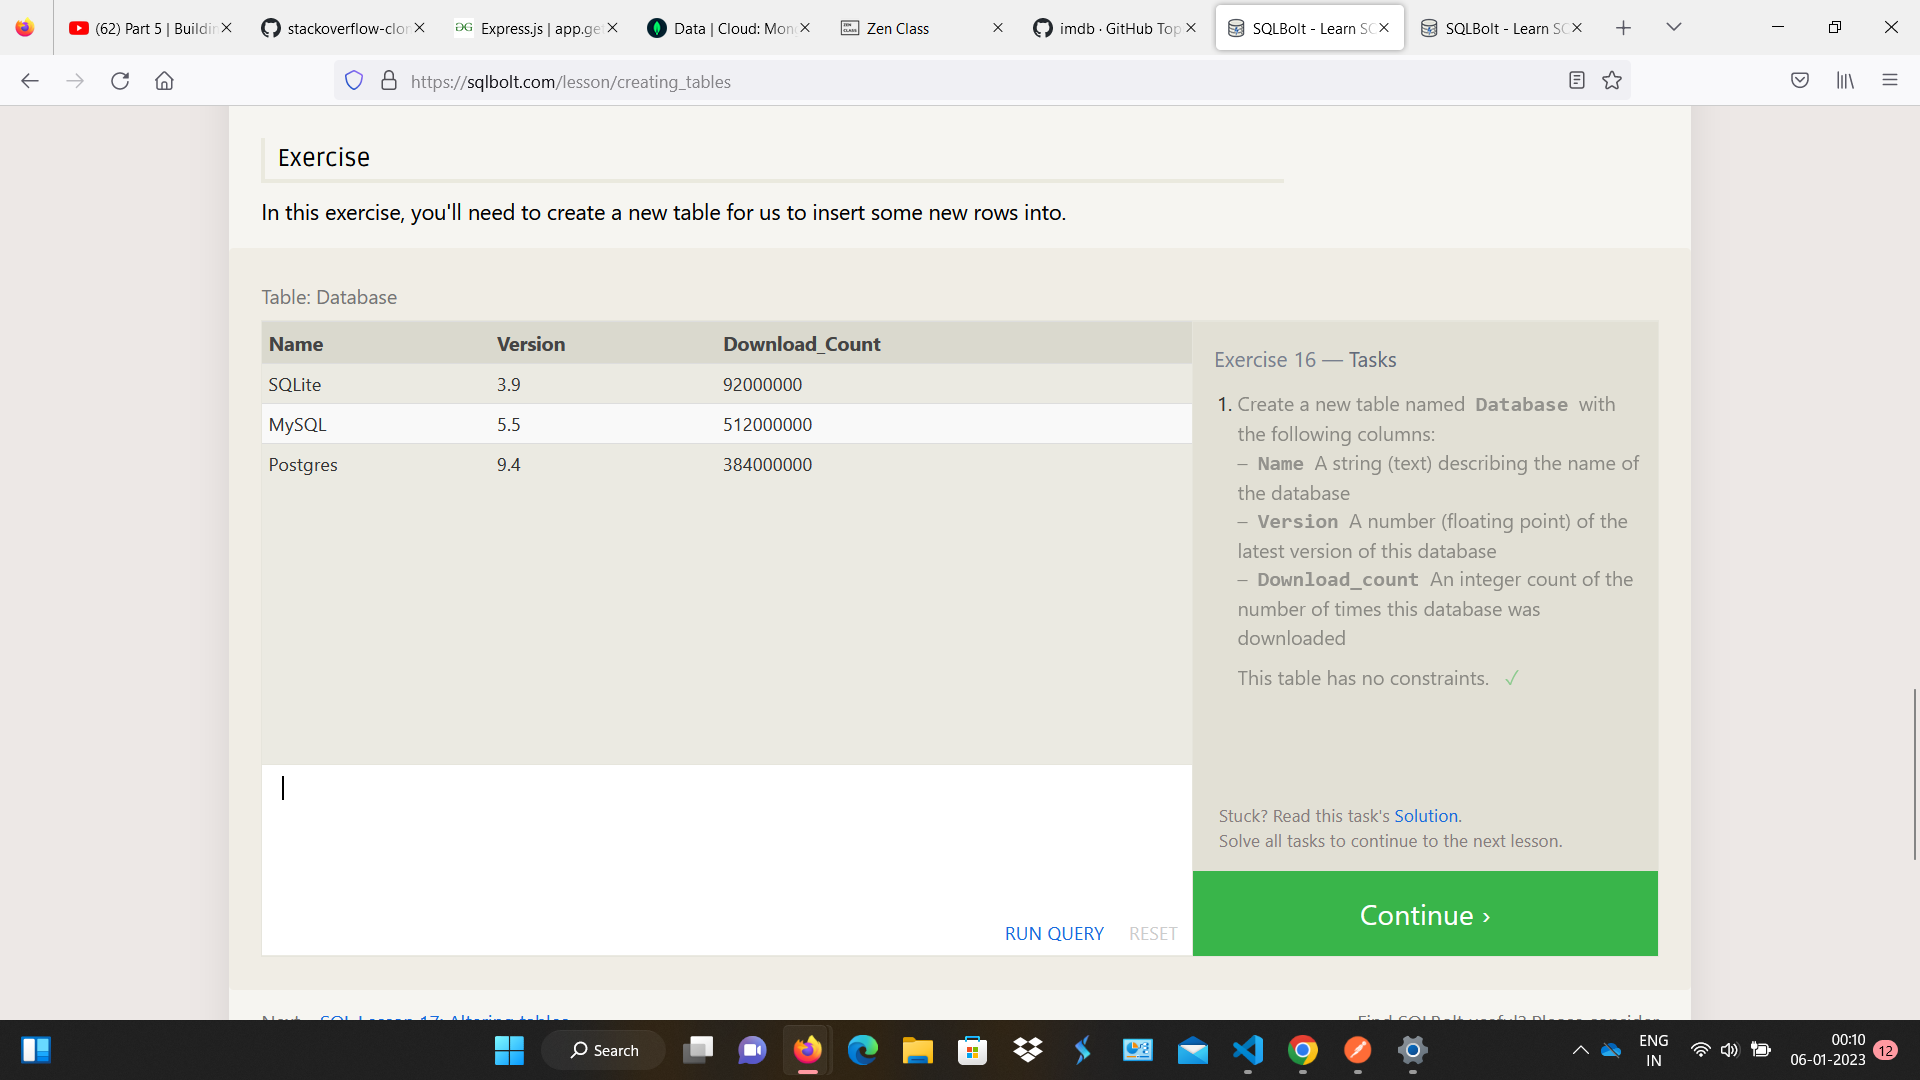 (62) Part 5 | Buildin
stackoverflow-clon
Express.js | app.ge
Data | Cloud: Mon
Zen Class
imdb · GitHub Top
SQLBolt - Learn SQ
SQLBolt - Learn SQ
https://sqlbolt.com/lesson/creating_tables
Exercise
In this exercise, you'll need to create a new table for us to insert some new rows into.
Table: Database
Name Version Download_Count
SQLite 3.9 92000000
MySQL 5.5 512000000
Postgres 9.4 384000000
RUN QUERY RESET
Exercise 16 — Tasks
1. Create a new table named Database with
the following columns:
– Name A string (text) describing the name of
the database
– Version A number (floating point) of the
latest version of this database
– Download_count An integer count of the
number of times this database was
downloaded
This table has no constraints. ✓
Stuck? Read this task's Solution.
Solve all tasks to continue to the next lesson.
Continue ›
Next – SQL Lesson 17: Altering tables
Find SQLBolt useful? Please consider
Search
ENG
IN
00:10
06-01-2023
12